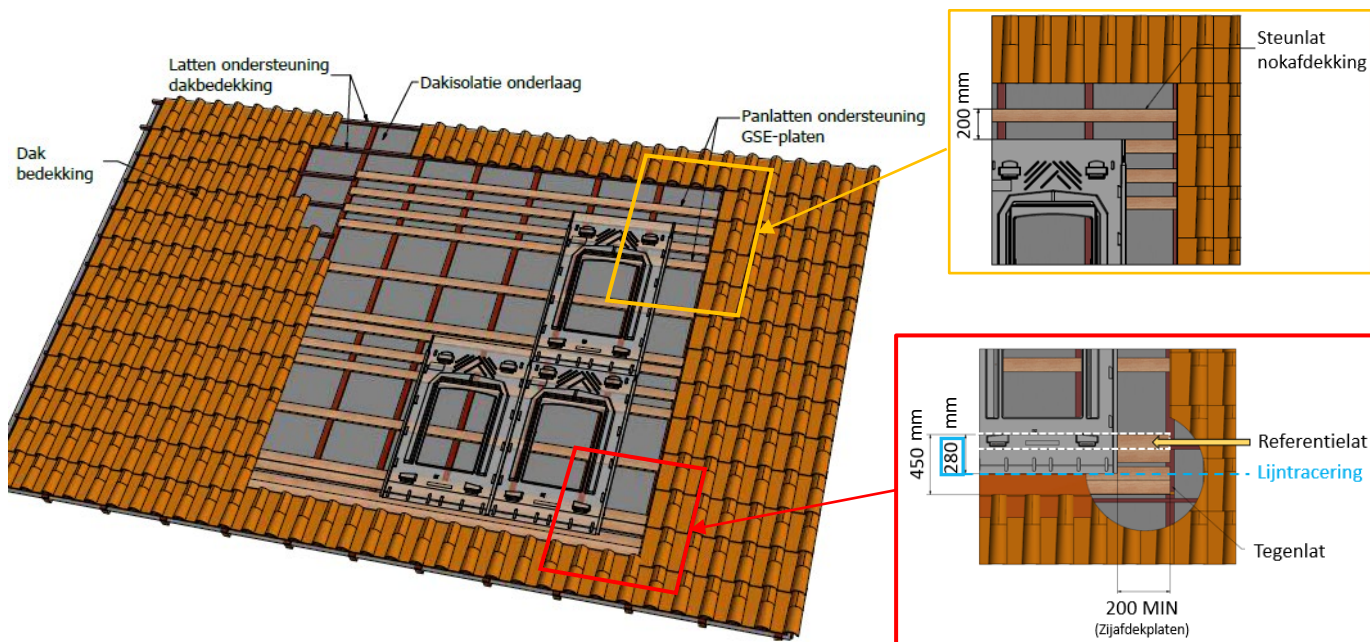 Latten ondersteuning
dakbedekking
Dakisolatie onderlaag
Panlatten ondersteuning
GSE-platen
Dak
bedekking
Steunlat
nokafdekking
200 mm
450 mm
280 mm
Referentielat
Lijntracering
Tegenlat
200 MIN
(Zijafdekplaten)